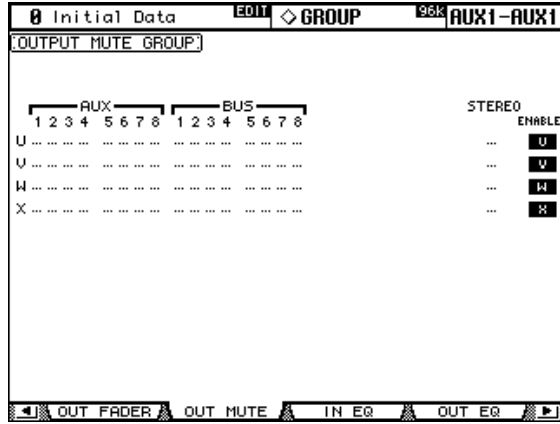 0 Initial Data EDIT ◇ GROUP 96K AUX1-AUX1
OUTPUT MUTE GROUP
AUX BUS STEREO
1 2 3 4 5 6 7 8 1 2 3 4 5 6 7 8 ENABLE
U ... ... ... ... ... ... ... ... ... ... ... ... ... ... ... ... ... U
V ... ... ... ... ... ... ... ... ... ... ... ... ... ... ... ... ... V
W ... ... ... ... ... ... ... ... ... ... ... ... ... ... ... ... ... W
X ... ... ... ... ... ... ... ... ... ... ... ... ... ... ... ... ... X
OUT FADER OUT MUTE IN EQ OUT EQ